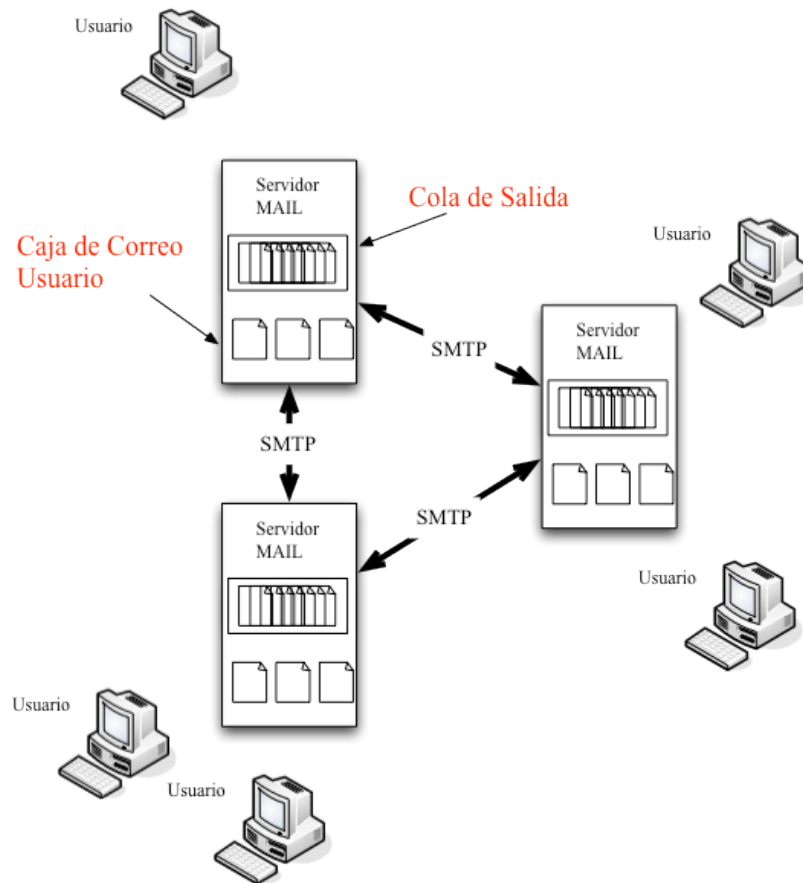 Usuario
Servidor
MAIL
Cola de Salida
Caja de Correo
Usuario
Usuario
SMTP
Servidor
MAIL
SMTP
Servidor
MAIL
SMTP
Usuario
Usuario
Usuario